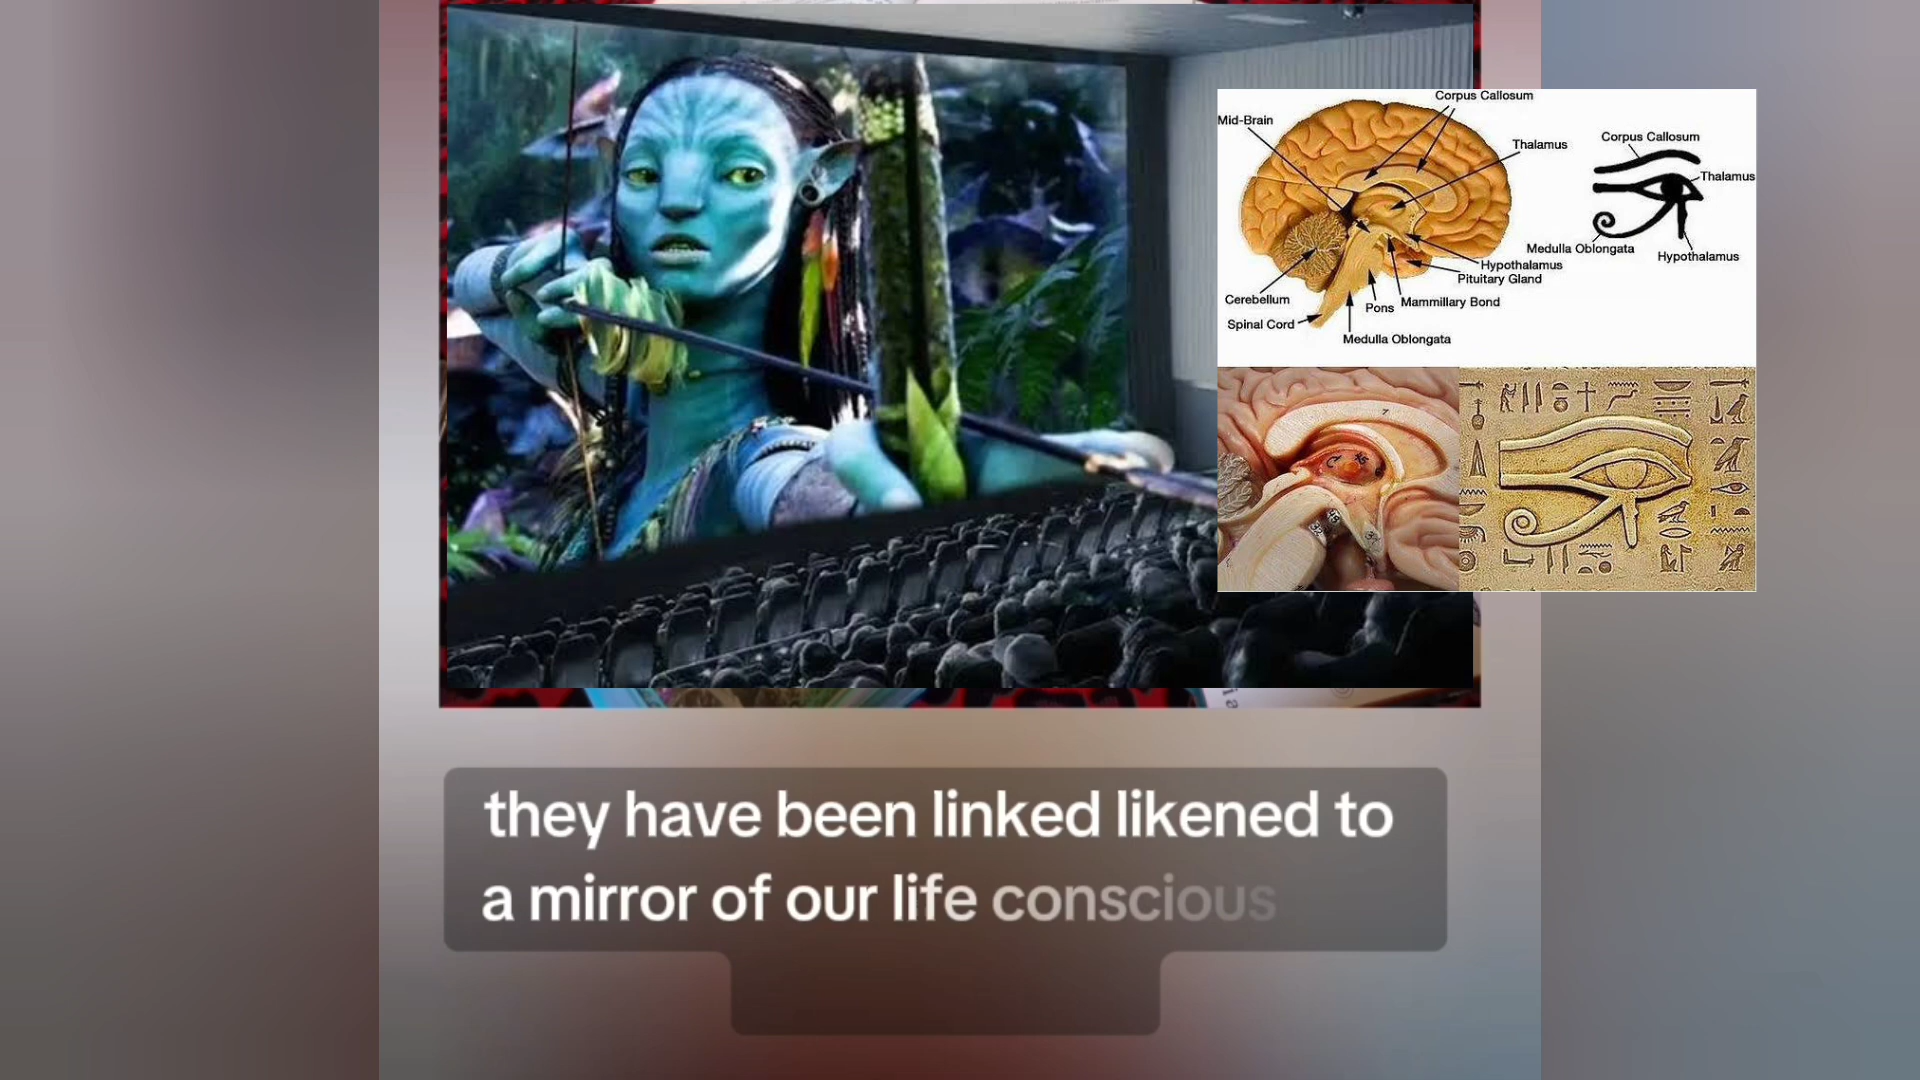 Corpus Callosum
Mid-Brain
Thalamus
Hypothalamus
Pituitary Gland
Mammillary Bond
Cerebellum
Pons
Spinal Cord
Medulla Oblongata
Corpus Callosum
Thalamus
Medulla Oblongata
Hypothalamus
7
they have been linked likened to
a mirror of our life conscious